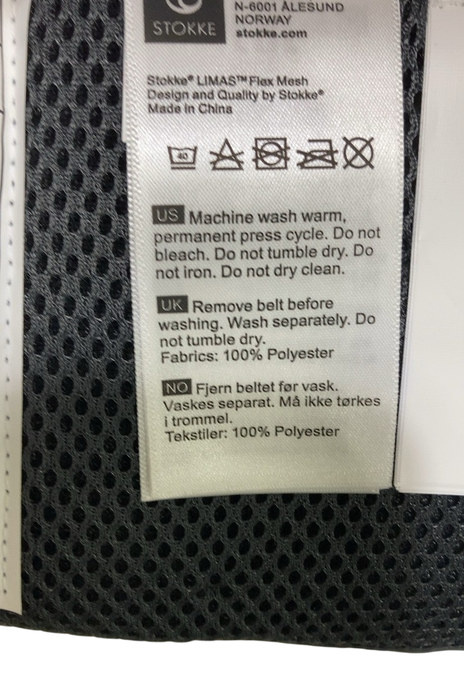 STOKKE
N-6001 ÅLESUND
NORWAY
stokke.com
Stokke® LIMAS™ Flex Mesh
Design and Quality by Stokke®
Made in China
40
US Machine wash warm,
permanent press cycle. Do not
bleach. Do not tumble dry. Do
not iron. Do not dry clean.
UK Remove belt before
washing. Wash separately. Do
not tumble dry.
Fabrics: 100% Polyester
NO Fjern beltet før vask.
Vaskes separat. Må ikke tørkes
i trommel.
Tekstiler: 100% Polyester